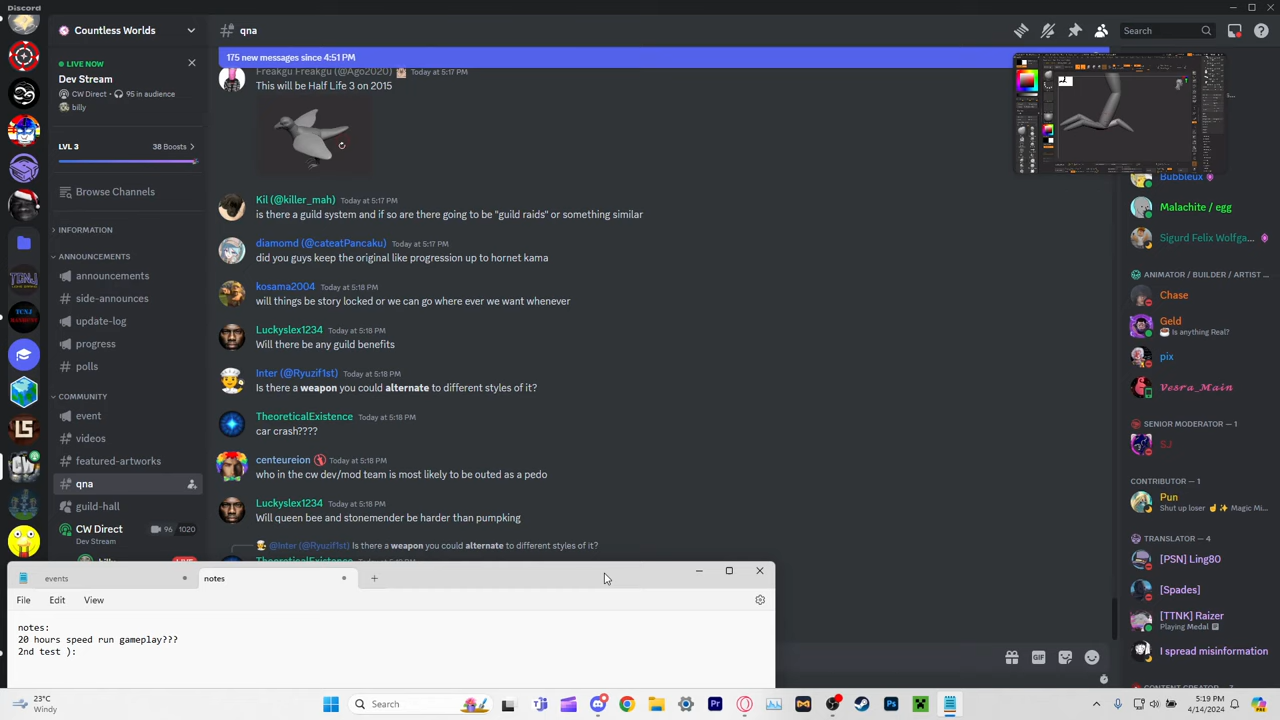 Discord
Countless Worlds
qna
Search
175 new messages since 4:51PM
LIVE NOW
Dev Stream
CW Direct • 95 in audience
billy
LVL 3
38 Boosts
Browse Channels
INFORMATION
ANNOUNCEMENTS
announcements
side-announces
update-log
progress
polls
COMMUNITY
event
videos
featured-artworks
qna
guild-hall
CW Direct
96 1020
Dev Stream
LIVE
Freakgu Freakgu (@Ago2020) Today at 5:17 PM
This will be Half Life 3 on 2015
Kil (@killer_mah) Today at 5:17 PM
is there a guild system and if so are there going to be "guild raids" or something similar
diamomd (@cateatPancaku) Today at 5:17 PM
did you guys keep the original like progression up to hornet kama
kosama2004 Today at 5:18 PM
will things be story locked or we can go where ever we want whenever
Luckyslex1234 Today at 5:18 PM
Will there be any guild benefits
Inter (@Ryuzif1st) Today at 5:18 PM
Is there a weapon you could alternate to different styles of it?
TheoreticalExistence Today at 5:18 PM
car crash????
centeureion Today at 5:18 PM
who in the cw dev/mod team is most likely to be outed as a pedo
Luckyslex1234 Today at 5:18 PM
Will queen bee and stonemender be harder than pumpking
@Inter (@Ryuzif1st) Is there a weapon you could alternate to different styles of it?
Bubbleux
Malachite / egg
Sigurd Felix Wolfga...
ANIMATOR / BUILDER / ARTIST ...
Chase
Geld
Is anything Real?
pix
Vesra_Main
SENIOR MODERATOR — 1
SJ
CONTRIBUTOR — 1
Pun
Shut up loser Magic Mi...
TRANSLATOR — 4
[PSN] Ling80
[Spades]
[TTNK] Raizer
Playing Medal
I spread misinformation
GIF
events
notes
File Edit View
notes:
20 hours speed run gameplay???
2nd test ):
23°C
Windy
Search
5:19 PM
4/14/2024